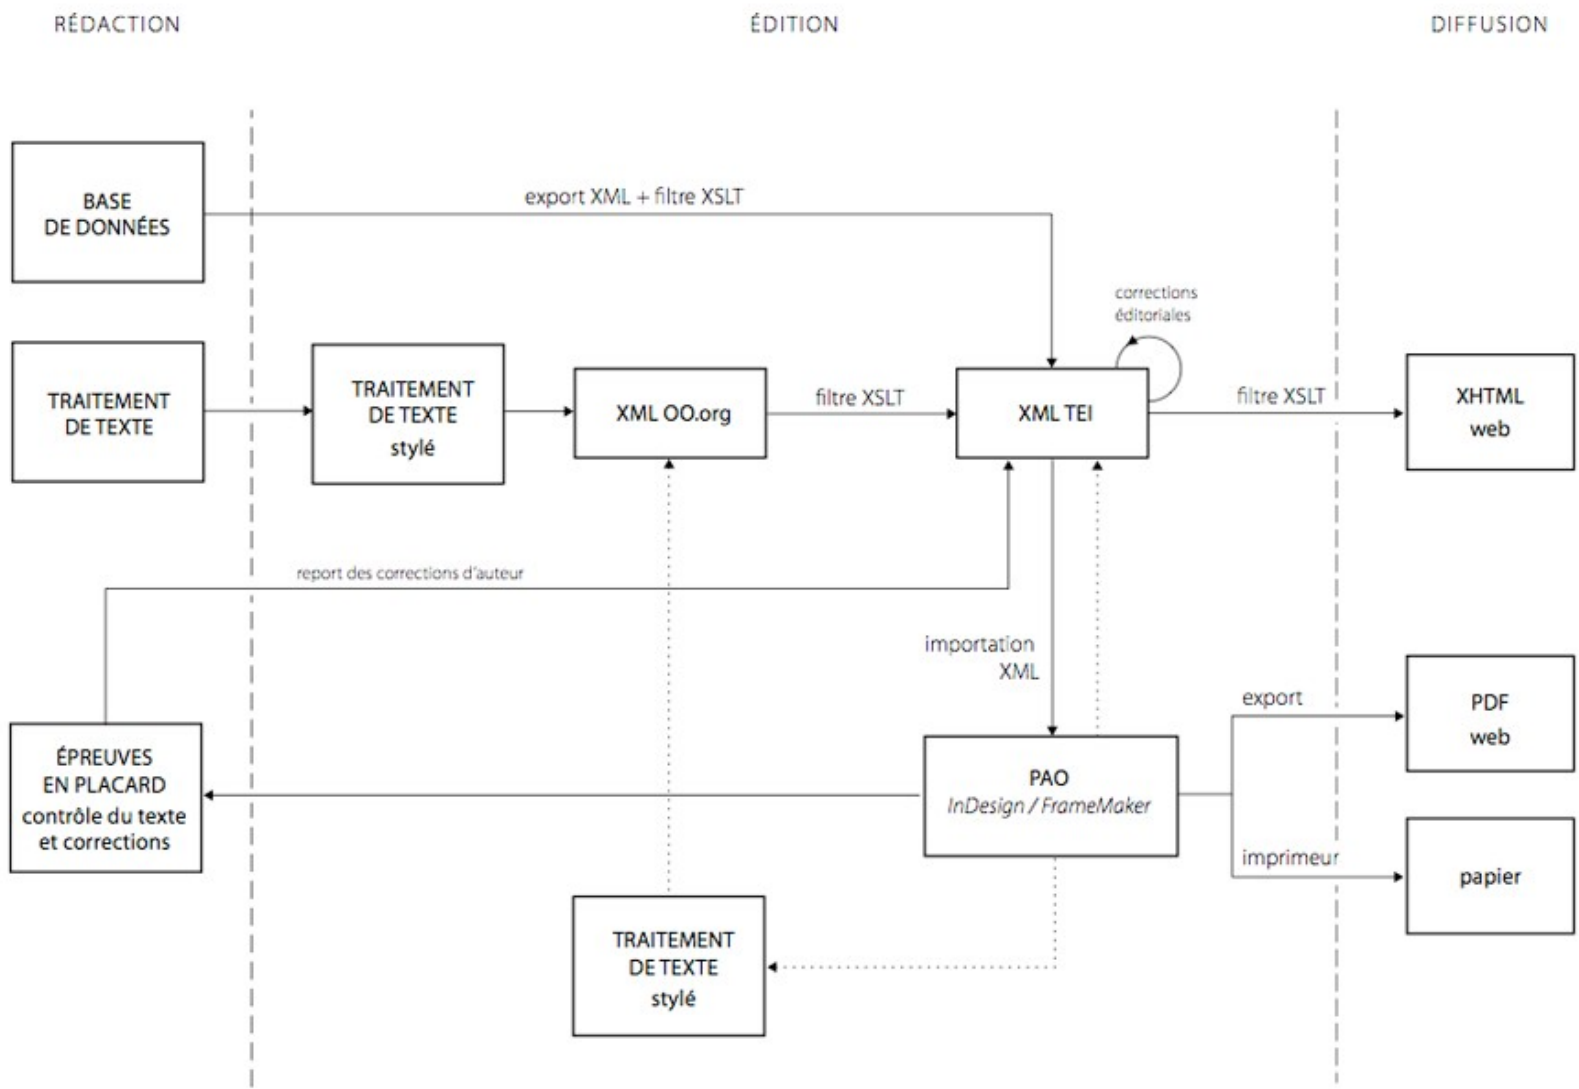 RÉDACTION
ÉDITION
DIFFUSION
BASE
DE DONNÉES
export XML + filtre XSLT
corrections
éditoriales
TRAITEMENT
DE TEXTE
TRAITEMENT
DE TEXTE
stylé
XML OO.org
filtre XSLT
XML TEI
filtre XSLT
XHTML
web
report des corrections d'auteur
importation
XML
ÉPREUVES
EN PLACARD
contrôle du texte
et corrections
PAO
InDesign / FrameMaker
export
PDF
web
imprimeur
papier
TRAITEMENT
DE TEXTE
stylé